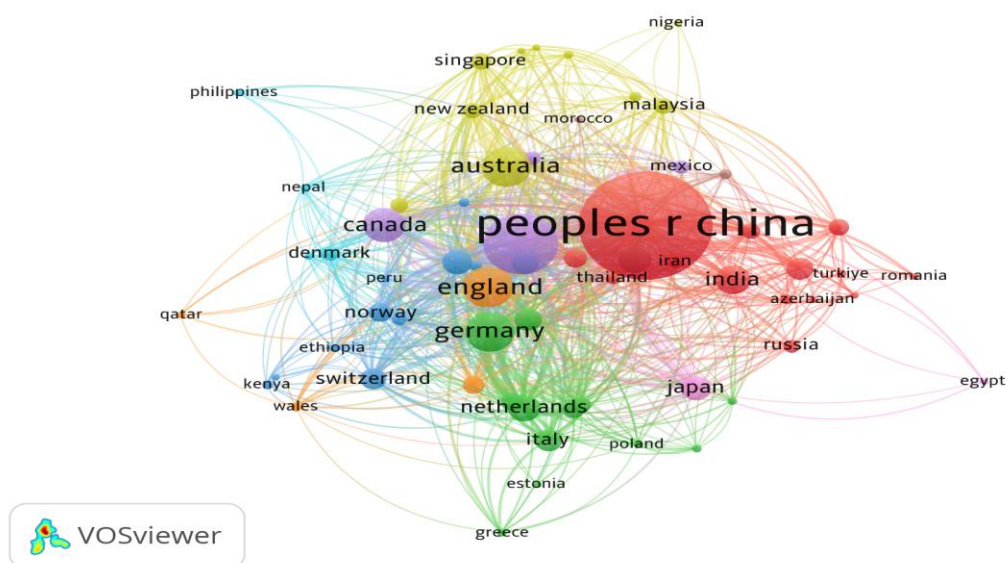 nigeria
singapore
philippines
new zealand
malaysia
morocco
australia
mexico
nepal
canada
peoples r china
denmark
iran
peru
thailand
india
turkiye
romania
england
azerbaijan
norway
qatar
germany
ethiopia
russia
switzerland
kenya
japan
egypt
wales
netherlands
italy
poland
estonia
greece
VOSviewer